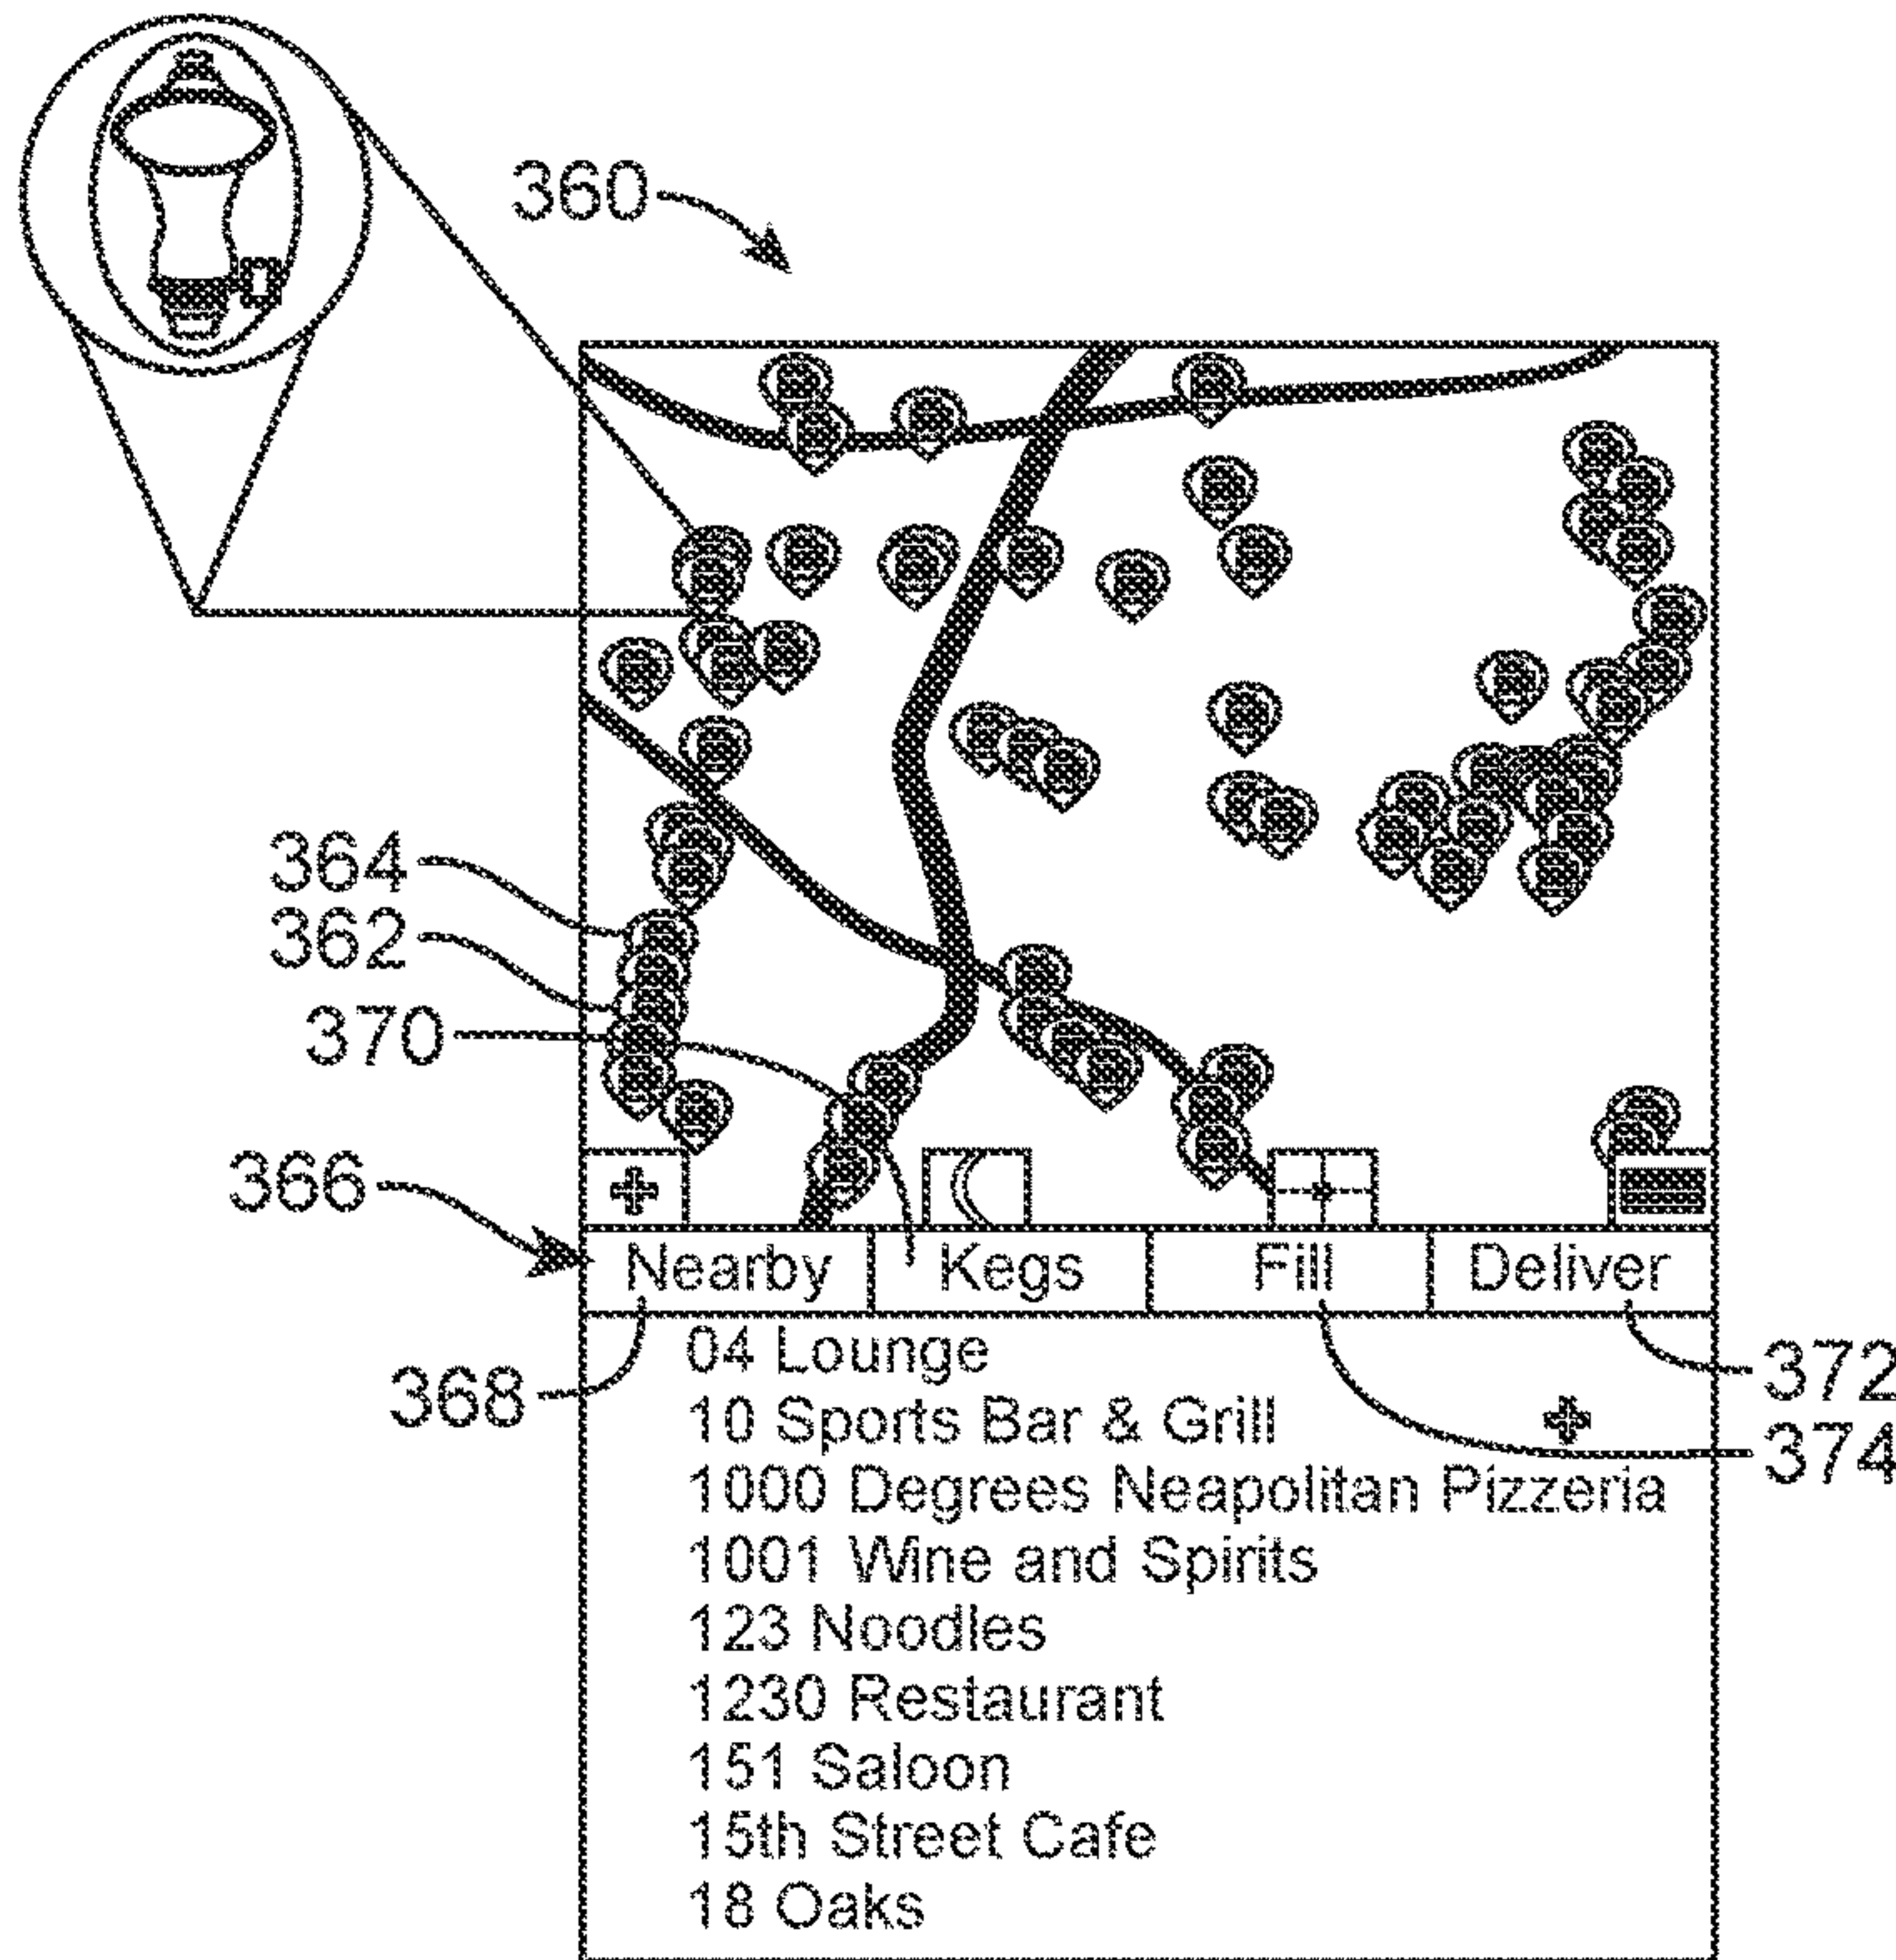 360
364
362
370
366
Nearby Kegs Fill Deliver
368
372
374
04 Lounge
10 Sports Bar & Grill
1000 Degrees Neapolitan Pizzeria
1001 Wine and Spirits
123 Noodles
1230 Restaurant
151 Saloon
15th Street Cafe
18 Oaks